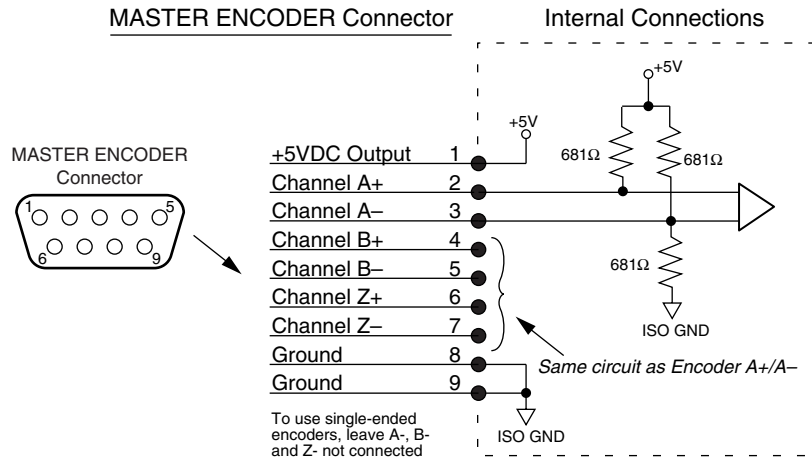 MASTER ENCODER Connector
Internal Connections
MASTER ENCODER
Connector
1
5
6
9
+5VDC Output 1
Channel A+ 2
Channel A– 3
Channel B+ 4
Channel B– 5
Channel Z+ 6
Channel Z– 7
Ground 8
Ground 9
To use single-ended
encoders, leave A-, B-
and Z- not connected
+5V
+5V
681Ω
681Ω
681Ω
ISO GND
Same circuit as Encoder A+/A–
ISO GND